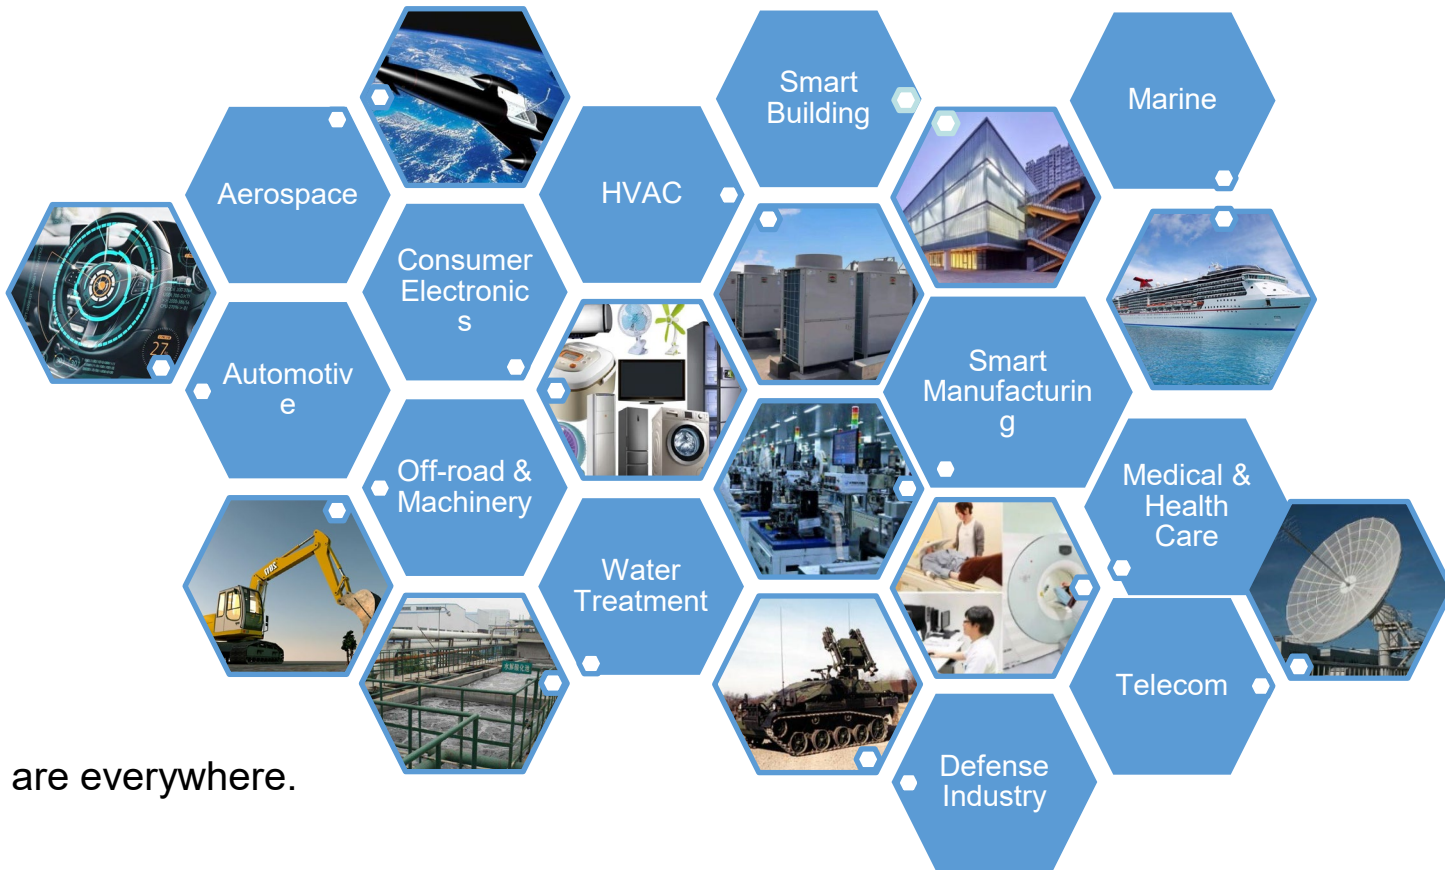 Smart
Building
Marine
Aerospace
HVAC
Consumer
Electronic
s
Automotiv
e
Smart
Manufacturin
g
Off-road &
Machinery
Medical &
Health
Care
Water
Treatment
Telecom
Defense
Industry
are everywhere.
27